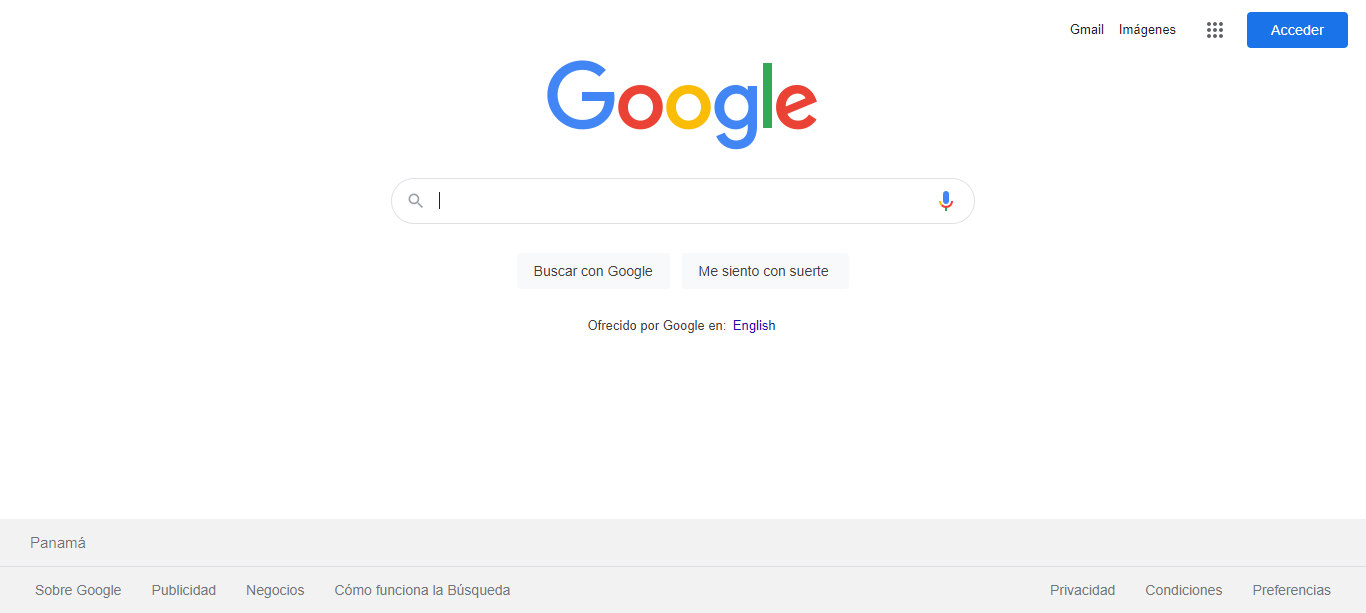 Gmail Imágenes Acceder
Google
Buscar con Google Me siento con suerte
Ofrecido por Google en: English
Panamá
Sobre Google Publicidad Negocios Cómo funciona la Búsqueda Privacidad Condiciones Preferencias